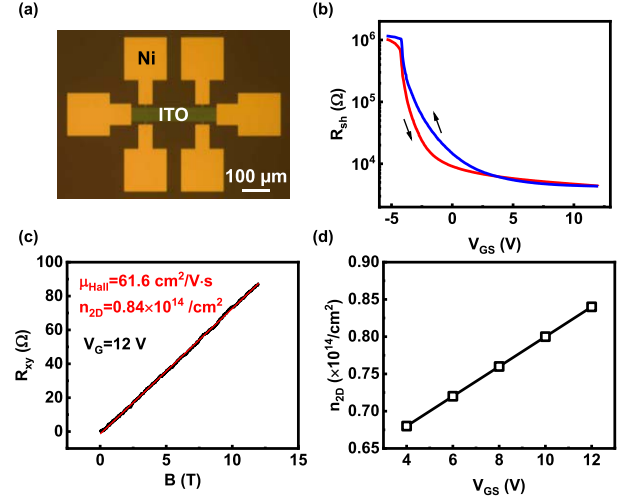 (a)
Ni
ITO
100 μm
(b)
10⁶
10⁵
10⁴
R_sh (Ω)
-5 0 5 10
V_GS (V)
(c)
100
80
60
40
20
0
R_xy (Ω)
μ_Hall=61.6 cm²/V·s
n_2D=0.84×10¹⁴ /cm²
V_G=12 V
0 5 10 15
B (T)
(d)
0.90
0.85
0.80
0.75
0.70
0.65
n_2D (×10¹⁴/cm²)
4 6 8 10 12
V_GS (V)